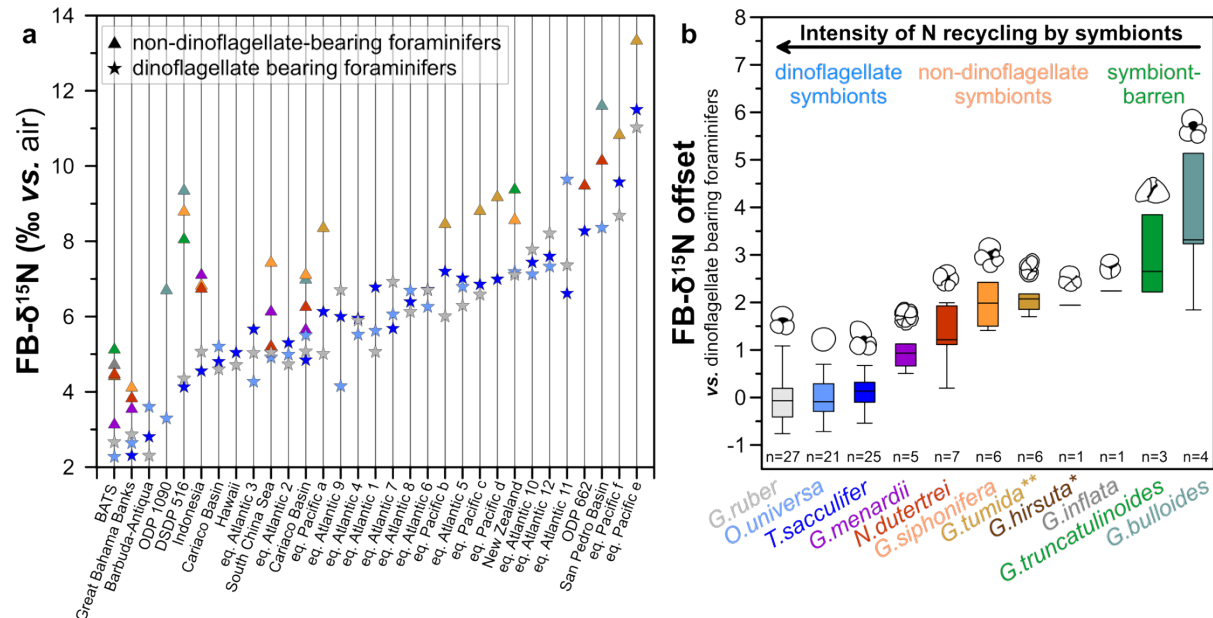 a
FB-δ¹⁵N (‰ vs. air)
▲ non-dinoflagellate-bearing foraminifers
★ dinoflagellate bearing foraminifers
14
12
10
8
6
4
2
BATS
Great Bahama Banks
Barbuda-Antiqua
ODP 1090
DSDP 516
Indonesia
Cariaco Basin
Hawaii
eq. Atlantic 3
South China Sea
eq. Atlantic 2
Cariaco Basin
eq. Pacific a
eq. Atlantic 9
eq. Atlantic 4
eq. Atlantic 1
eq. Atlantic 7
eq. Atlantic 8
eq. Atlantic 6
eq. Pacific b
eq. Atlantic 5
eq. Pacific c
eq. Pacific d
New Zealand
eq. Atlantic 10
eq. Atlantic 12
eq. Atlantic 11
ODP 662
San Pedro Basin
eq. Pacific f
eq. Pacific e
b
FB-δ¹⁵N offset
vs. dinoflagellate bearing foraminifers
Intensity of N recycling by symbionts
dinoflagellate
symbionts
non-dinoflagellate
symbionts
symbiont-
barren
8
7
6
5
4
3
2
1
0
-1
n=27
n=21
n=25
n=5
n=7
n=6
n=6
n=1
n=1
n=3
n=4
G.ruber
O.universa
T.sacculifer
G.menardii
N.dutertrei
G.siphonifera
G.tumida**
G.hirsuta*
G.inflata
G.truncatulinoides
G.bulloides